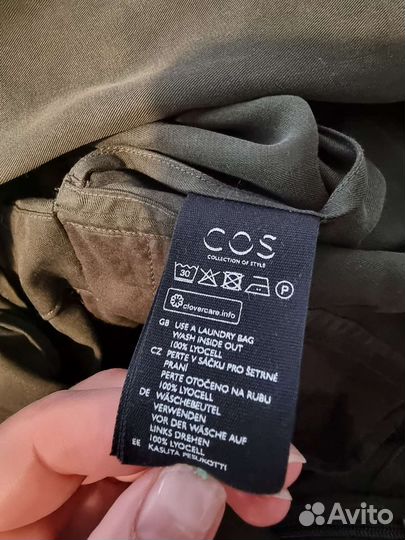 COS
COLLECTION OF STYLE
30
P
clevercare.info
GB USE A LAUNDRY BAG
WASH INSIDE OUT
100% LYOCELL
CZ PERTE V SÁČKU PRO ŠETRNÉ
PRANÍ
PERTE OTOČENO NA RUBU
100% LYOCELL
DE WÄSCHEBEUTEL
VERWENDEN
VOR DER WÄSCHE AUF
LINKS DREHEN
100% LYOCELL
EE KASUTA PESUKOTTI
Avito